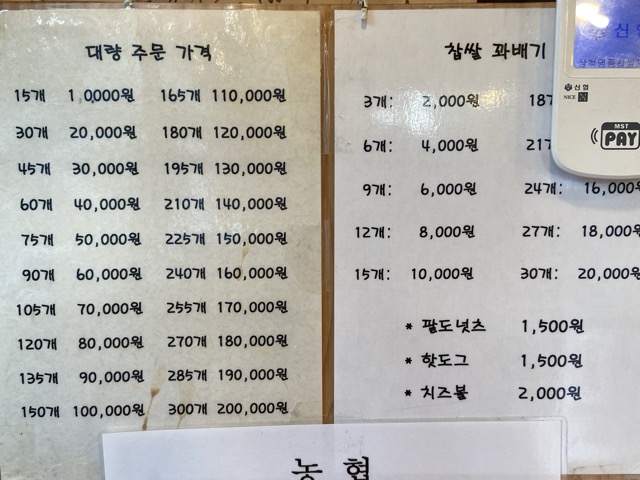 대량 주문 가격
15개 10,000원 165개 110,000원
30개 20,000원 180개 120,000원
45개 30,000원 195개 130,000원
60개 40,000원 210개 140,000원
75개 50,000원 225개 150,000원
90개 60,000원 240개 160,000원
105개 70,000원 255개 170,000원
120개 80,000원 270개 180,000원
135개 90,000원 285개 190,000원
150개 100,000원 300개 200,000원
찹쌀 꽈배기
3개: 2,000원 18개
6개: 4,000원 21개
9개: 6,000원 24개: 16,000원
12개: 8,000원 27개: 18,000원
15개: 10,000원 30개: 20,000원
* 팥도넛츠 1,500원
* 핫도그 1,500원
* 치즈볼 2,000원
농협
신협
NICE
MST
PAY